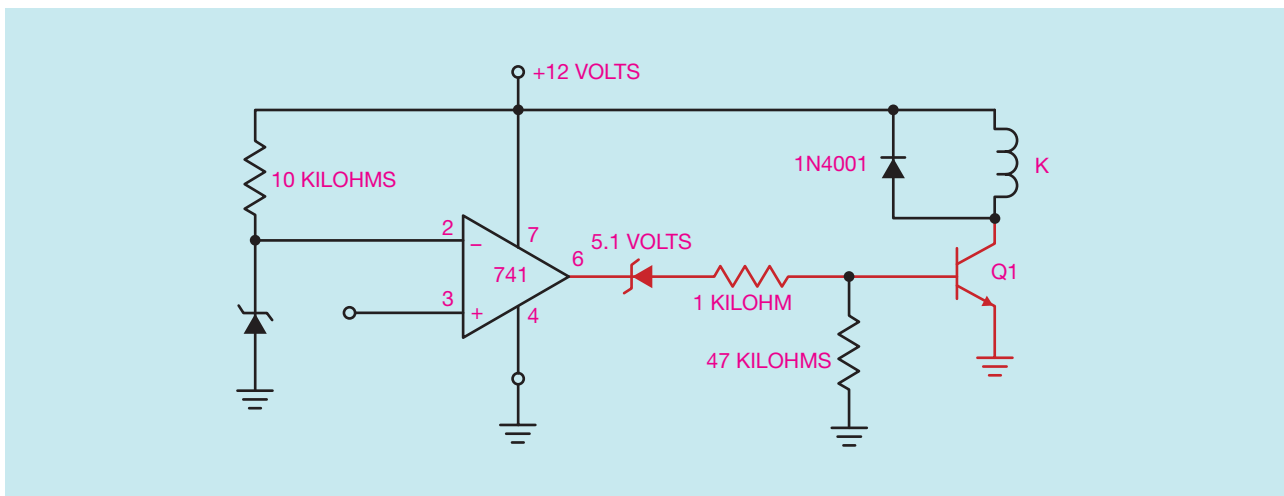 +12 VOLTS
10 KILOHMS
1N4001
K
2
−
7
741
6
5.1 VOLTS
3
+
4
1 KILOHM
Q1
47 KILOHMS